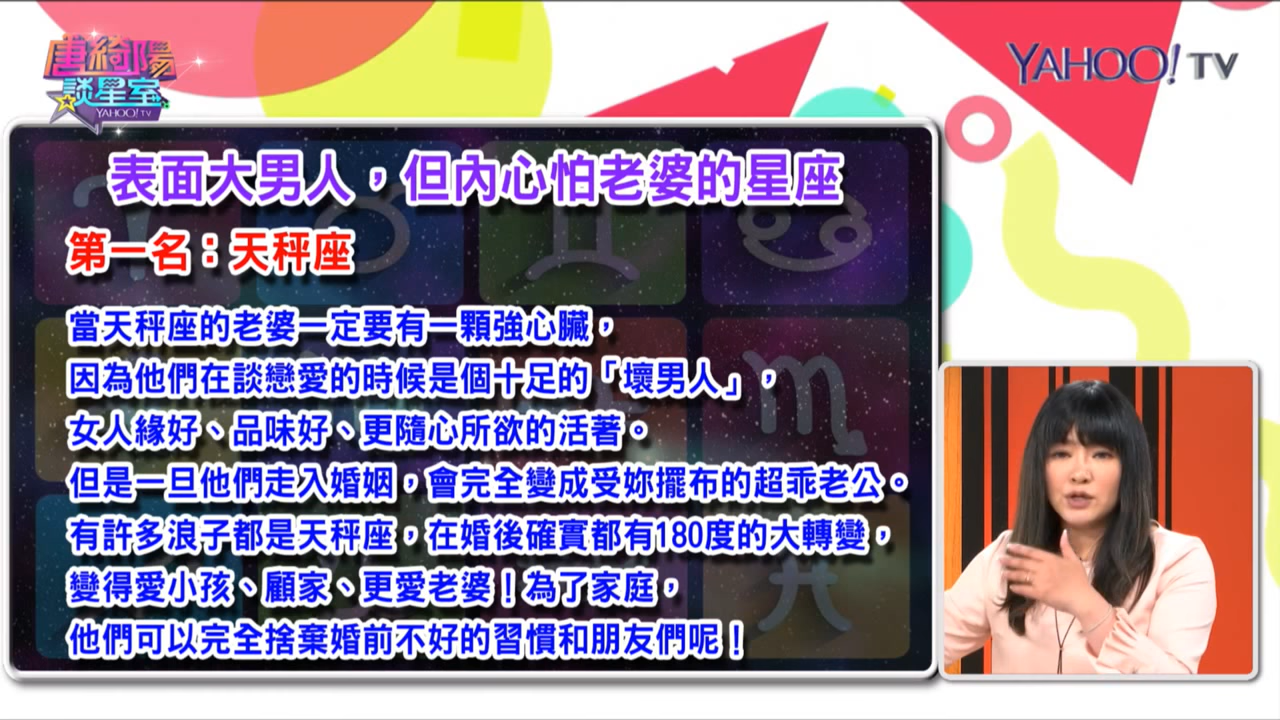 唐綺陽
談星室
YAHOO! TV
YAHOO! TV
表面大男人，但內心怕老婆的星座
第一名：天秤座
當天秤座的老婆一定要有一顆強心臟，
因為他們在談戀愛的時候是個十足的「壞男人」，
女人緣好、品味好、更隨心所欲的活著。
但是一旦他們走入婚姻，會完全變成受妳擺布的超乖老公。
有許多浪子都是天秤座，在婚後確實都有180度的大轉變，
變得愛小孩、顧家、更愛老婆！為了家庭，
他們可以完全捨棄婚前不好的習慣和朋友們呢！